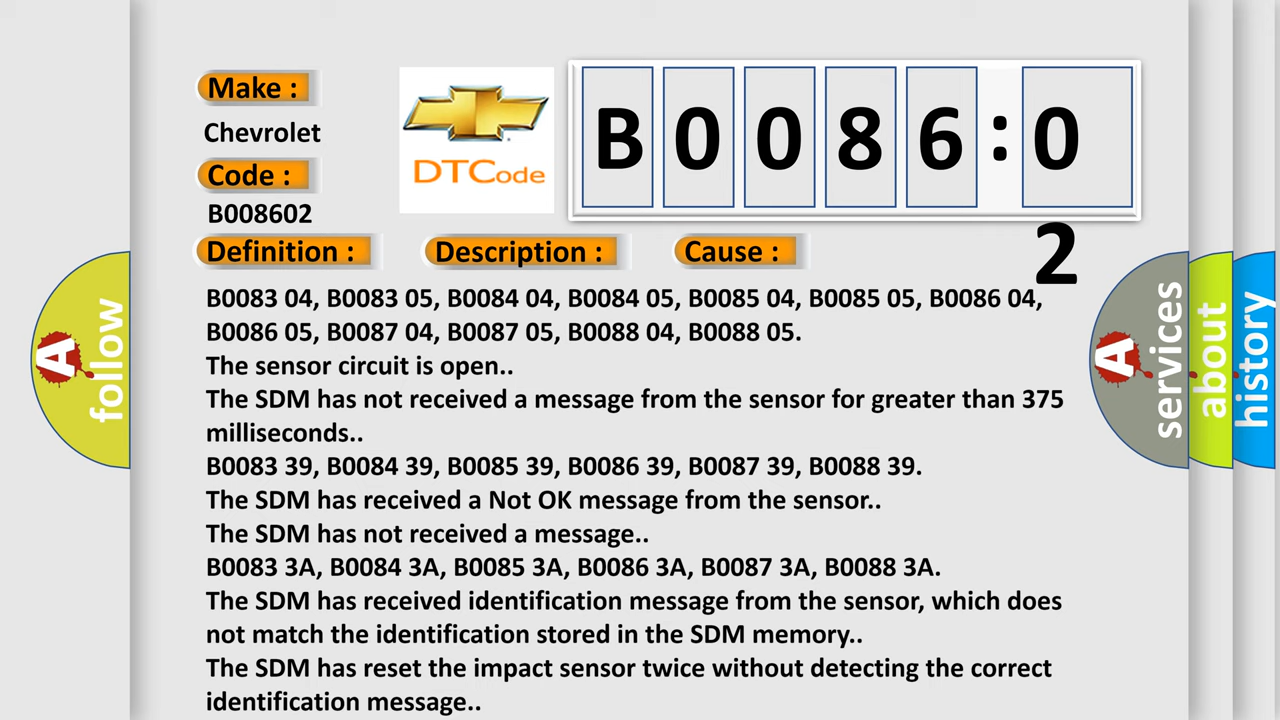 Make :
Chevrolet
Code :
B008602
DTCode
B0086:0
2
Definition :
Description :
Cause :
B0083 04, B0083 05, B0084 04, B0084 05, B0085 04, B0085 05, B0086 04,
B0086 05, B0087 04, B0087 05, B0088 04, B0088 05.
The sensor circuit is open..
The SDM has not received a message from the sensor for greater than 375
milliseconds..
B0083 39, B0084 39, B0085 39, B0086 39, B0087 39, B0088 39.
The SDM has received a Not OK message from the sensor..
The SDM has not received a message..
B0083 3A, B0084 3A, B0085 3A, B0086 3A, B0087 3A, B0088 3A.
The SDM has received identification message from the sensor, which does
not match the identification stored in the SDM memory..
The SDM has reset the impact sensor twice without detecting the correct
identification message..
A
follow
A
services
about
history